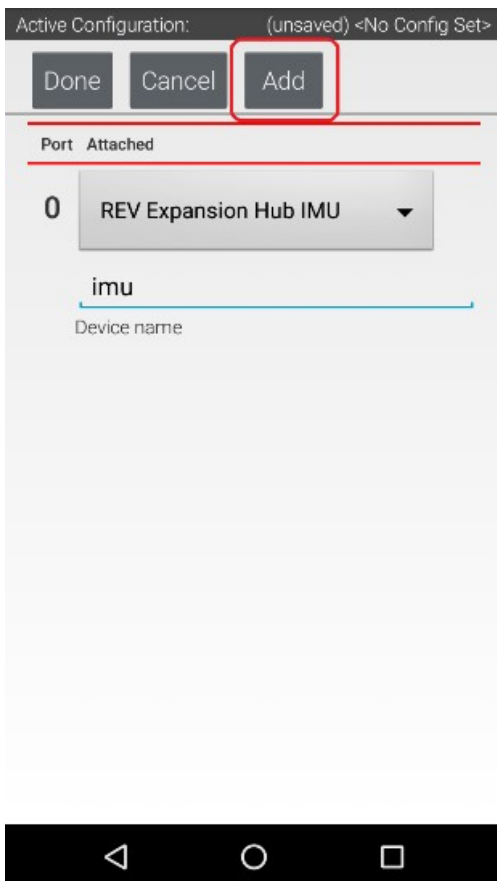 Active Configuration: (unsaved) <No Config Set>
Done Cancel Add
Port Attached
0 REV Expansion Hub IMU
imu
Device name